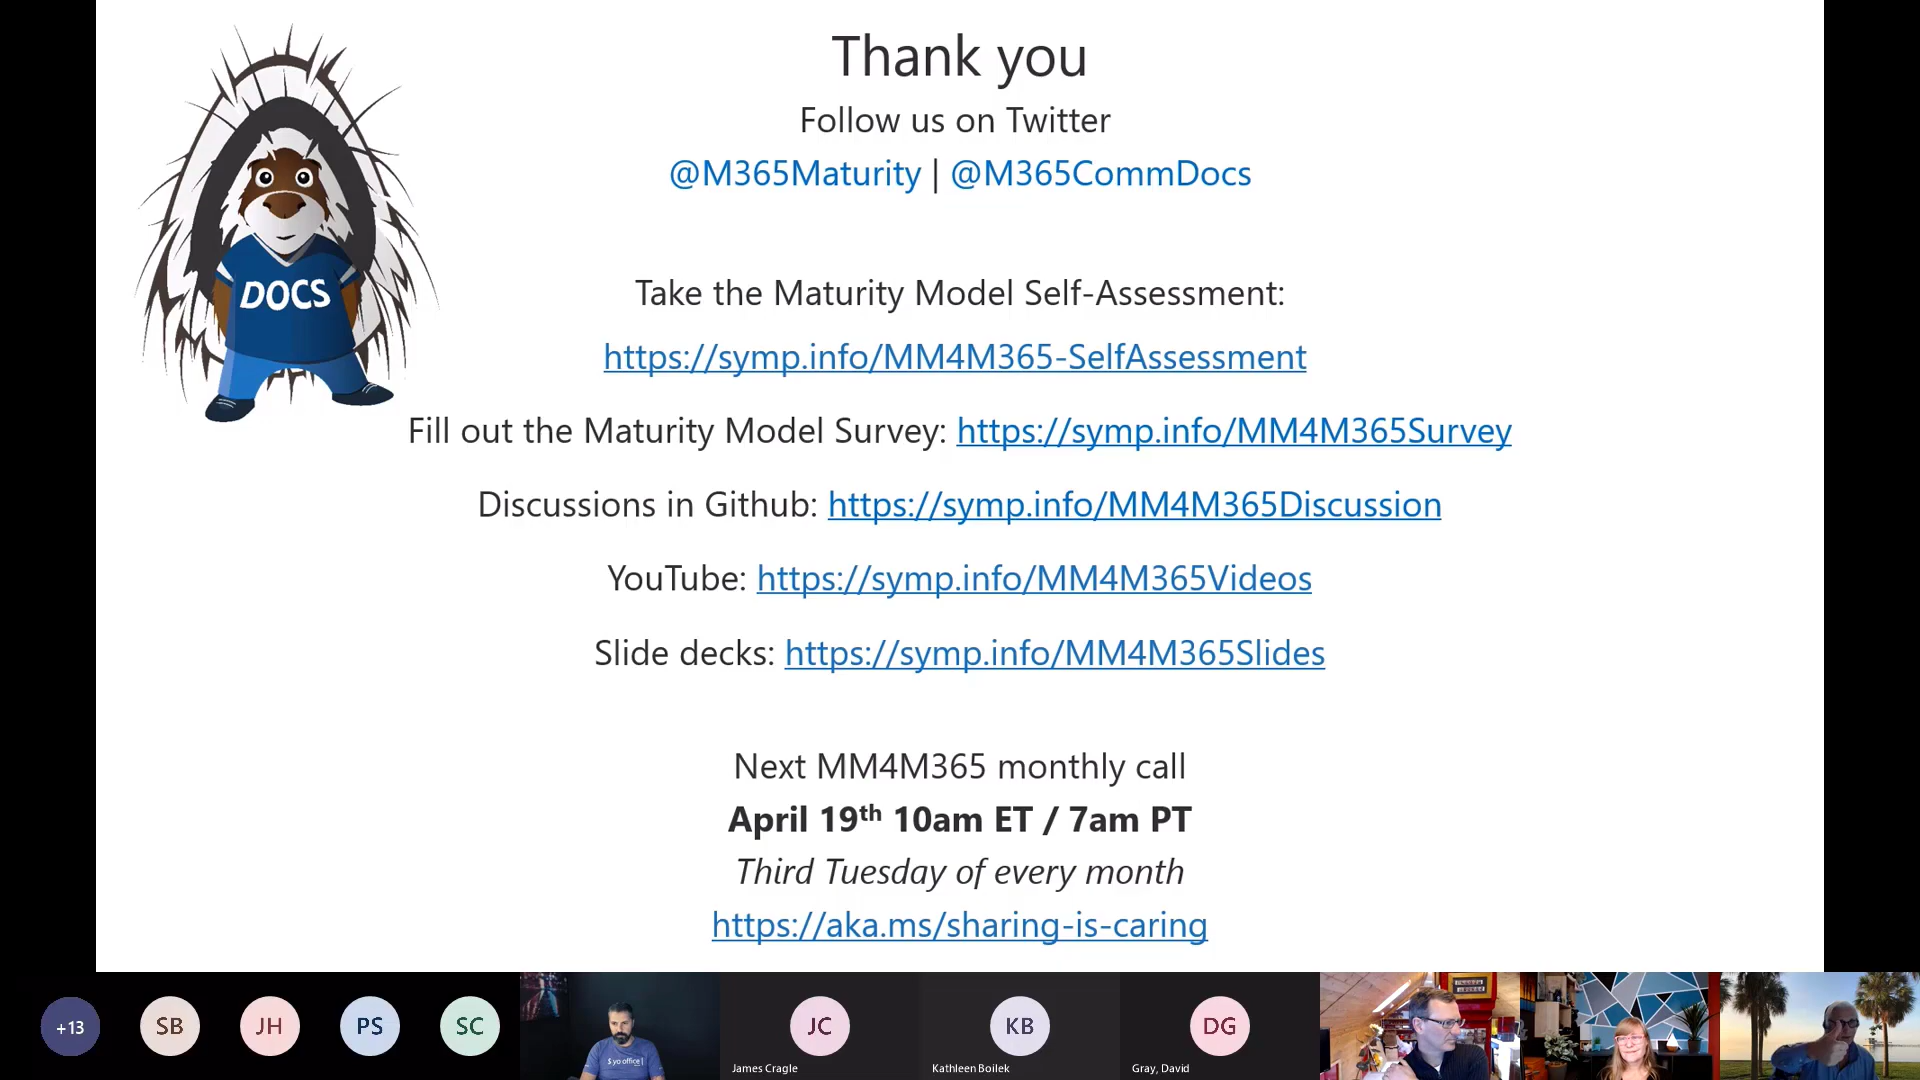 Thank you
Follow us on Twitter
@M365Maturity | @M365CommDocs
DOCS
Take the Maturity Model Self-Assessment:
https://symp.info/MM4M365-SelfAssessment
Fill out the Maturity Model Survey: https://symp.info/MM4M365Survey
Discussions in Github: https://symp.info/MM4M365Discussion
YouTube: https://symp.info/MM4M365Videos
Slide decks: https://symp.info/MM4M365Slides
Next MM4M365 monthly call
April 19th 10am ET / 7am PT
Third Tuesday of every month
https://aka.ms/sharing-is-caring
+13 SB JH PS SC JC KB DG
$ yo office|
James Cragle Kathleen Boilek Gray, David